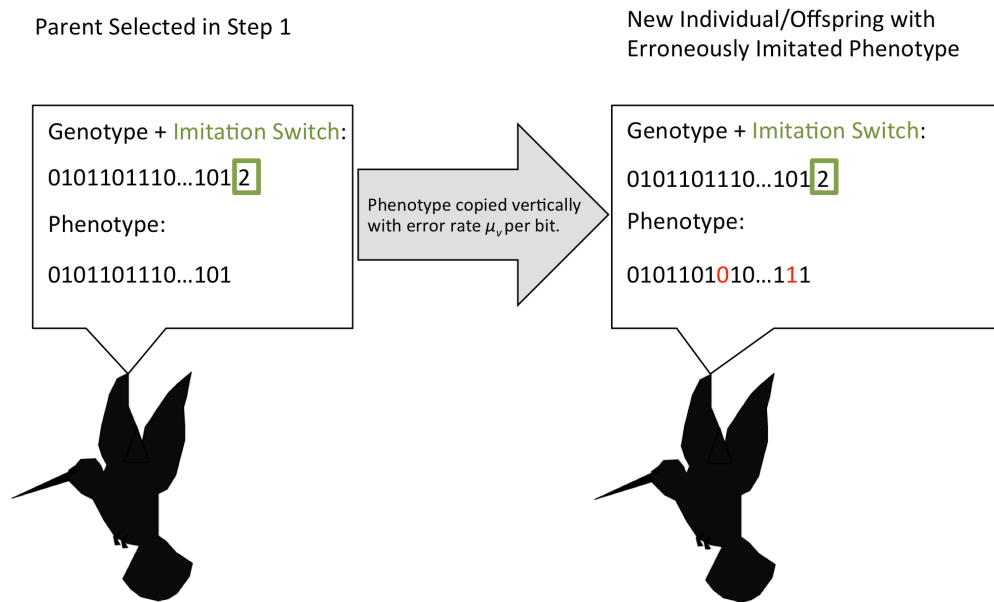 Parent Selected in Step 1
New Individual/Offspring with
Erroneously Imitated Phenotype
Genotype + Imitation Switch:
0101101110...101 2
Phenotype:
0101101110...101
Phenotype copied vertically
with error rate μᵥ per bit.
Genotype + Imitation Switch:
0101101110...101 2
Phenotype:
0101101010...111